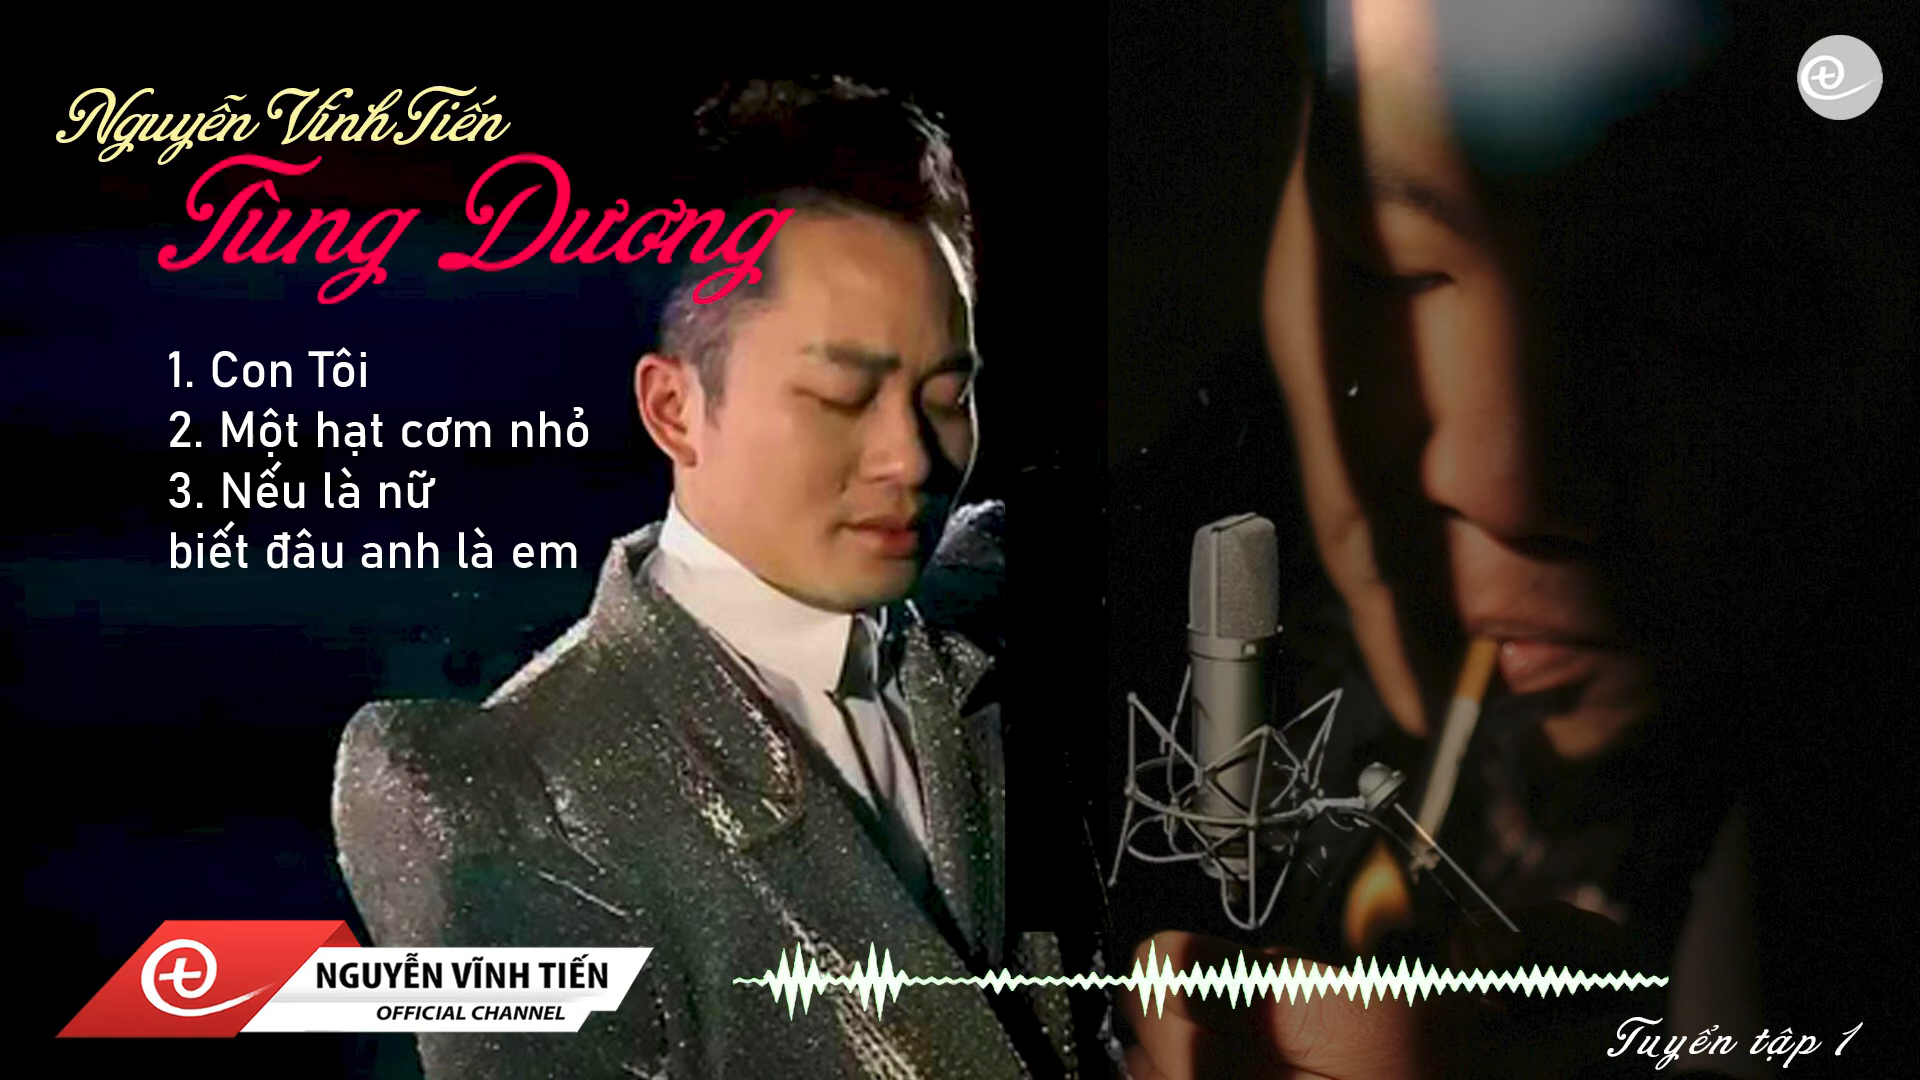 Nguyễn Vĩnh Tiến
Tùng Dương
1. Con Tôi
2. Một hạt cơm nhỏ
3. Nếu là nữ
biết đâu anh là em
NGUYỄN VĨNH TIẾN
OFFICIAL CHANNEL
Tuyển tập 1